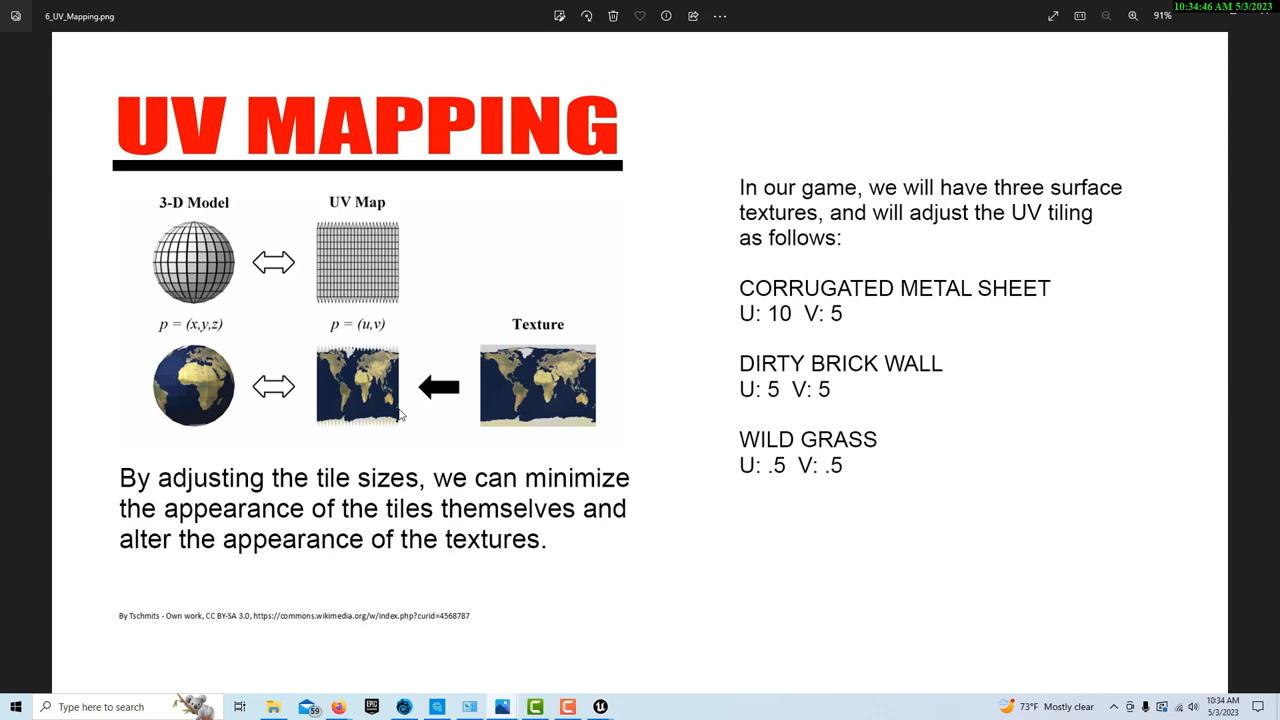 6_UV_Mapping.png
91%
10:34:46 AM 5/3/2023
UV MAPPING
3-D Model
UV Map
p = (x,y,z)
p = (u,v)
Texture
By adjusting the tile sizes, we can minimize
the appearance of the tiles themselves and
alter the appearance of the textures.
By Tschmits - Own work, CC BY-SA 3.0, https://commons.wikimedia.org/w/index.php?curid=4568787
In our game, we will have three surface
textures, and will adjust the UV tiling
as follows:
CORRUGATED METAL SHEET
U: 10 V: 5
DIRTY BRICK WALL
U: 5 V: 5
WILD GRASS
U: .5 V: .5
Type here to search
59
EPIC
73°F Mostly clear
10:34 AM
5/3/2023